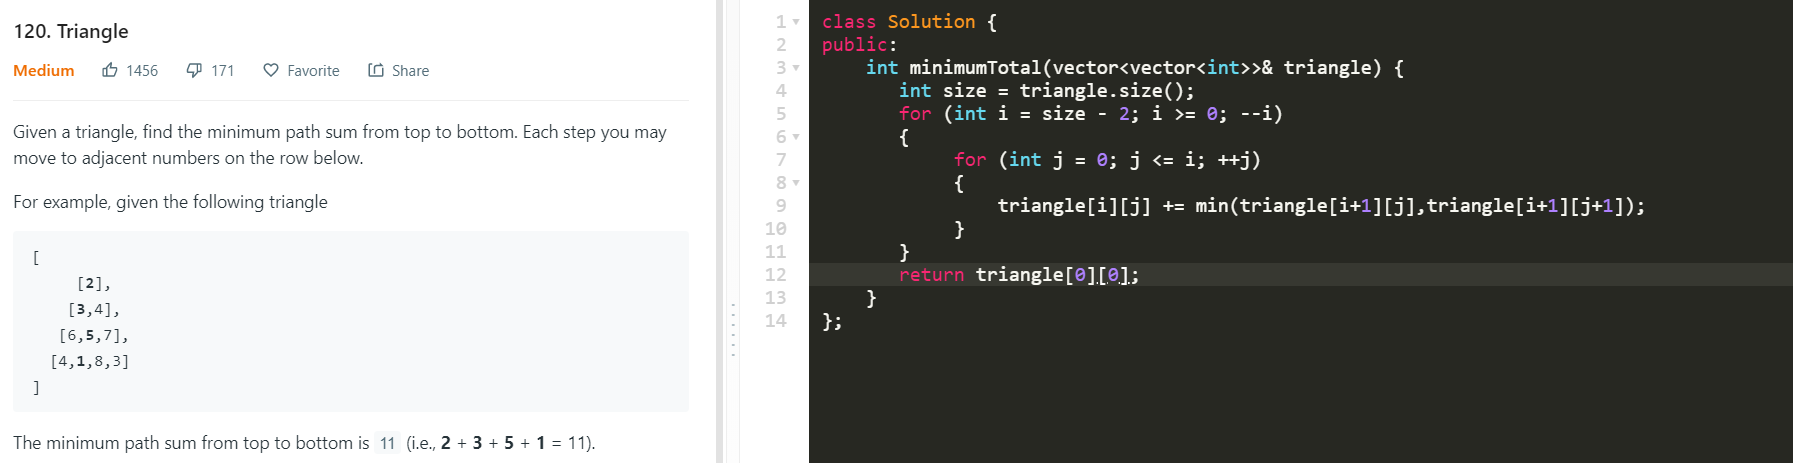 120. Triangle
Medium 1456 171 Favorite Share
Given a triangle, find the minimum path sum from top to bottom. Each step you may
move to adjacent numbers on the row below.
For example, given the following triangle
[
[2],
[3,4],
[6,5,7],
[4,1,8,3]
]
The minimum path sum from top to bottom is 11 (i.e., 2 + 3 + 5 + 1 = 11).
1 class Solution {
2 public:
3 int minimumTotal(vector<vector<int>>& triangle) {
4 int size = triangle.size();
5 for (int i = size - 2; i >= 0; --i)
6 {
7 for (int j = 0; j <= i; ++j)
8 {
9 triangle[i][j] += min(triangle[i+1][j],triangle[i+1][j+1]);
10 }
11 }
12 return triangle[0][0];
13 }
14 };